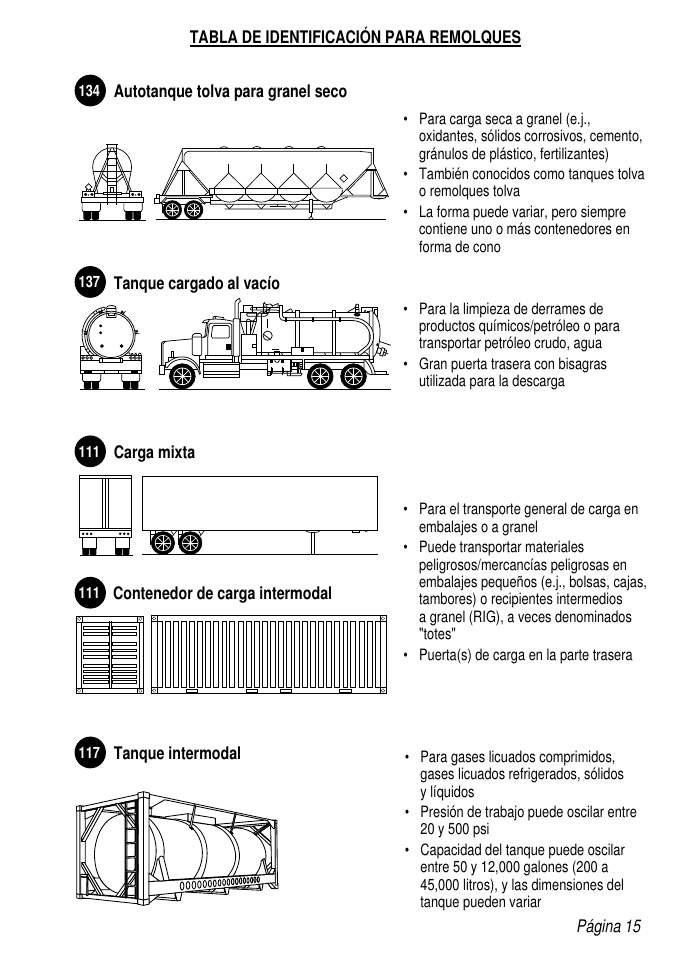 TABLA DE IDENTIFICACIÓN PARA REMOLQUES
134 Autotanque tolva para granel seco
• Para carga seca a granel (e.j.,
oxidantes, sólidos corrosivos, cemento,
gránulos de plástico, fertilizantes)
• También conocidos como tanques tolva
o remolques tolva
• La forma puede variar, pero siempre
contiene uno o más contenedores en
forma de cono
137 Tanque cargado al vacío
• Para la limpieza de derrames de
productos químicos/petróleo o para
transportar petróleo crudo, agua
• Gran puerta trasera con bisagras
utilizada para la descarga
111 Carga mixta
111 Contenedor de carga intermodal
• Para el transporte general de carga en
embalajes o a granel
• Puede transportar materiales
peligrosos/mercancías peligrosas en
embalajes pequeños (e.j., bolsas, cajas,
tambores) o recipientes intermedios
a granel (RIG), a veces denominados
"totes"
• Puerta(s) de carga en la parte trasera
117 Tanque intermodal
• Para gases licuados comprimidos,
gases licuados refrigerados, sólidos
y líquidos
• Presión de trabajo puede oscilar entre
20 y 500 psi
• Capacidad del tanque puede oscilar
entre 50 y 12,000 galones (200 a
45,000 litros), y las dimensiones del
tanque pueden variar
Página 15